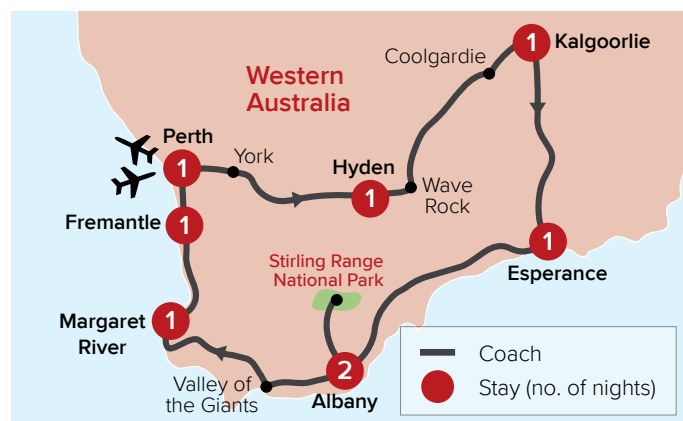 1
Kalgoorlie
Coolgardie
Western
Australia
Perth
1
York
Hyden
1
Wave
Rock
Fremantle
1
1
Esperance
Stirling Range
National Park
Margaret
River
1
Valley of
the Giants
2
Albany
Coach
Stay (no. of nights)